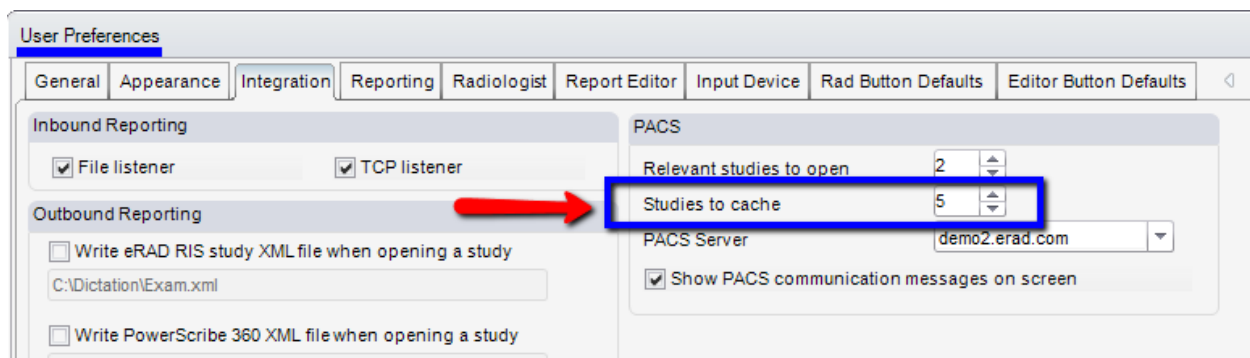 User Preferences
General Appearance Integration Reporting Radiologist Report Editor Input Device Rad Button Defaults Editor Button Defaults
Inbound Reporting
File listener TCP listener
Outbound Reporting
Write eRAD RIS study XML file when opening a study
C:\Dictation\Exam.xml
Write PowerScribe 360 XML file when opening a study
PACS
Relevant studies to open 2
Studies to cache 5
PACS Server demo2.erad.com
Show PACS communication messages on screen